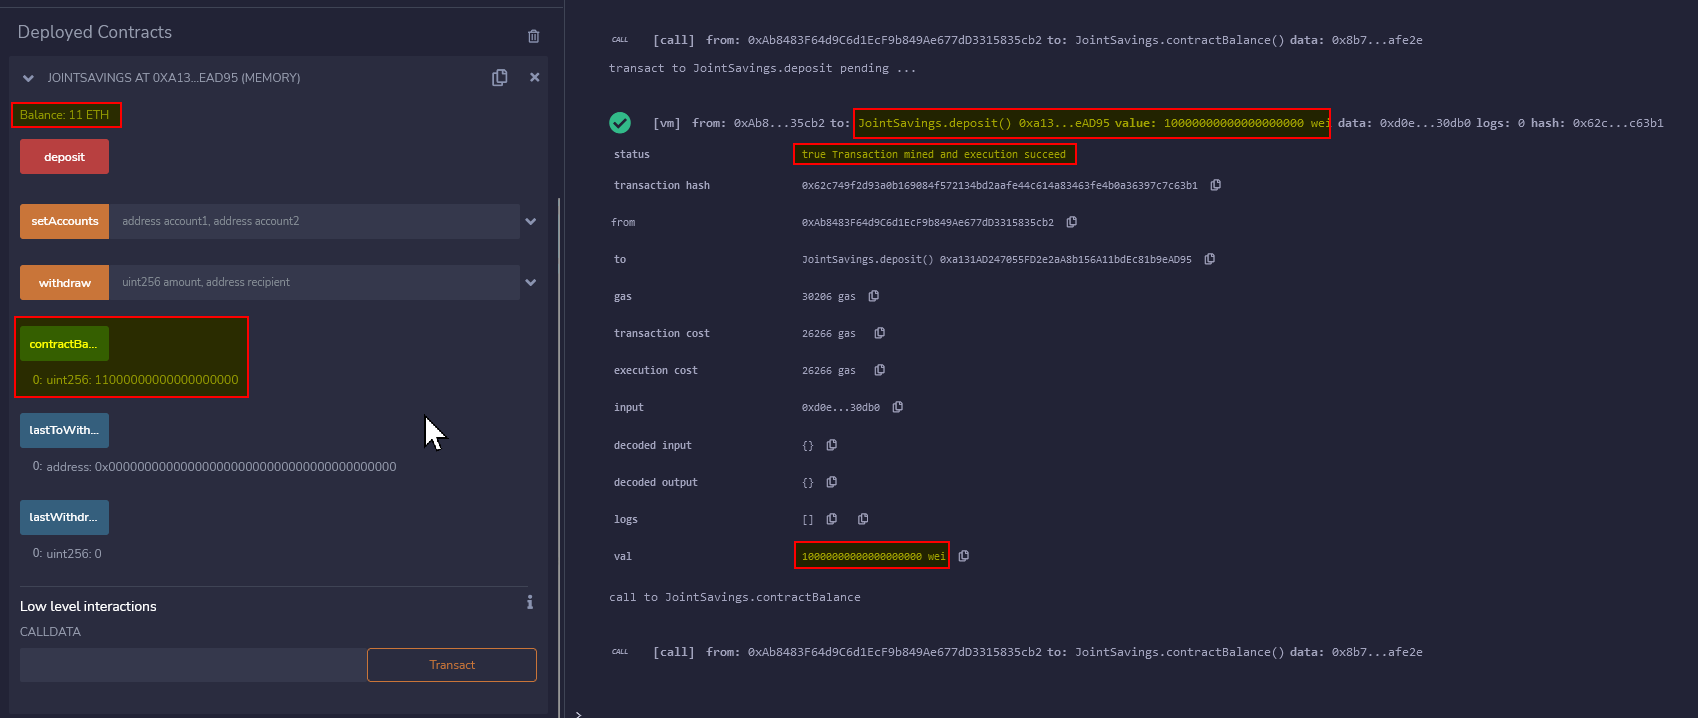 Deployed Contracts
JOINTSAVINGS AT 0XA13...EAD95 (MEMORY)
Balance: 11 ETH
deposit
setAccounts address account1, address account2
withdraw uint256 amount, address recipient
contractBa...
0: uint256: 11000000000000000000
lastToWith...
0: address: 0x0000000000000000000000000000000000000000
lastWithdr...
0: uint256: 0
Low level interactions
CALLDATA
Transact
CALL [call] from: 0xAb8483F64d9C6d1EcF9b849Ae677dD3315835cb2 to: JointSavings.contractBalance() data: 0x8b7...afe2e
transact to JointSavings.deposit pending ...
[vm] from: 0xAb8...35cb2 to: JointSavings.deposit() 0xa13...eAD95 value: 10000000000000000000 wei data: 0xd0e...30db0 logs: 0 hash: 0x62c...c63b1
status true Transaction mined and execution succeed
transaction hash 0x62c749f2d93a0b169084f572134bd2aafe44c614a83463fe4b0a36397c7c63b1
from 0xAb8483F64d9C6d1EcF9b849Ae677dD3315835cb2
to JointSavings.deposit() 0xa131AD247055FD2e2aA8b156A11bdEc81b9eAD95
gas 30206 gas
transaction cost 26266 gas
execution cost 26266 gas
input 0xd0e...30db0
decoded input {}
decoded output {}
logs []
val 10000000000000000000 wei
call to JointSavings.contractBalance
CALL [call] from: 0xAb8483F64d9C6d1EcF9b849Ae677dD3315835cb2 to: JointSavings.contractBalance() data: 0x8b7...afe2e
>